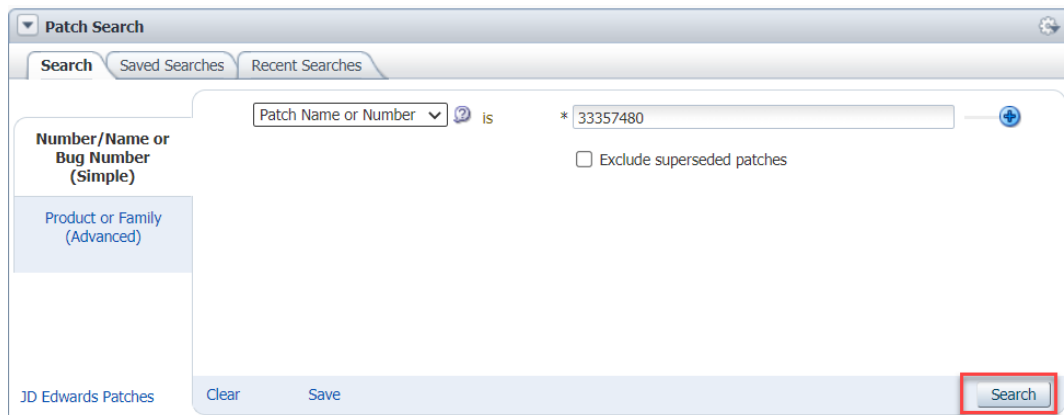 Patch Search
Search Saved Searches Recent Searches
Patch Name or Number is * 33357480
Exclude superseded patches
Number/Name or
Bug Number
(Simple)
Product or Family
(Advanced)
JD Edwards Patches
Clear Save Search